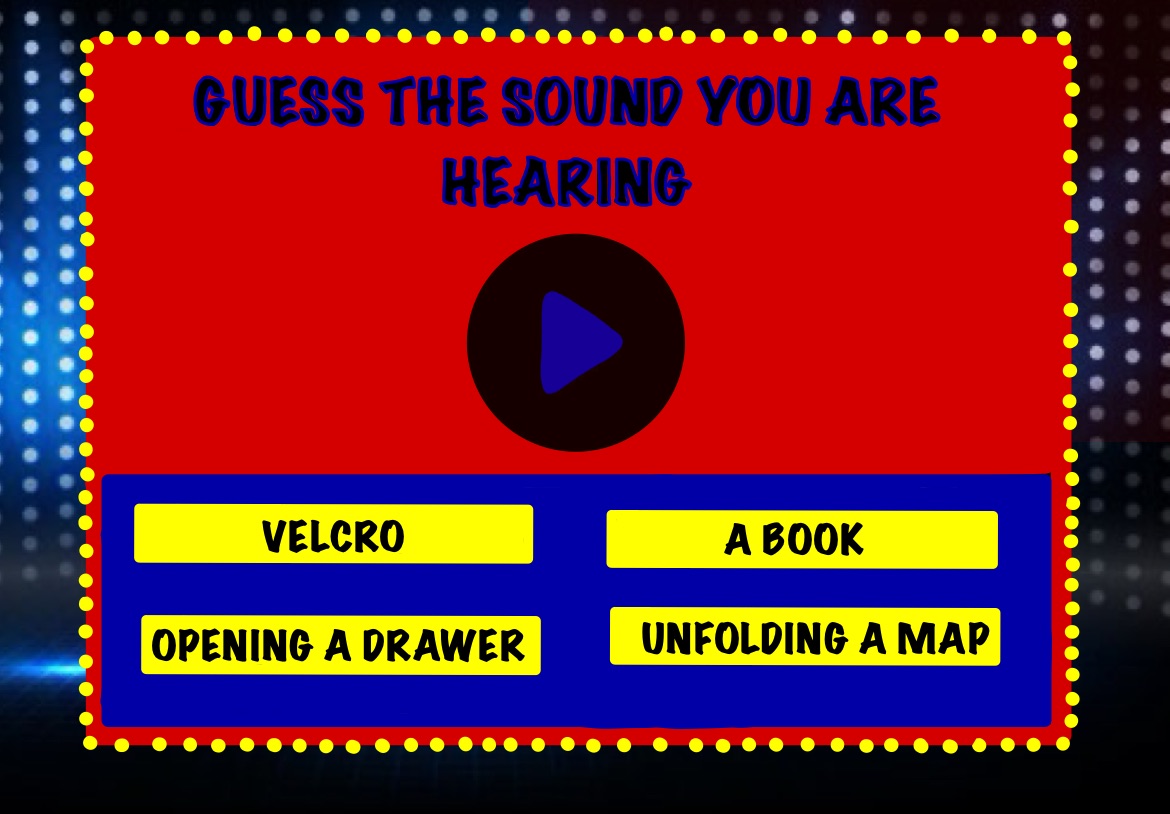 GUESS THE SOUND YOU ARE
HEARING
VELCRO
A BOOK
OPENING A DRAWER
UNFOLDING A MAP